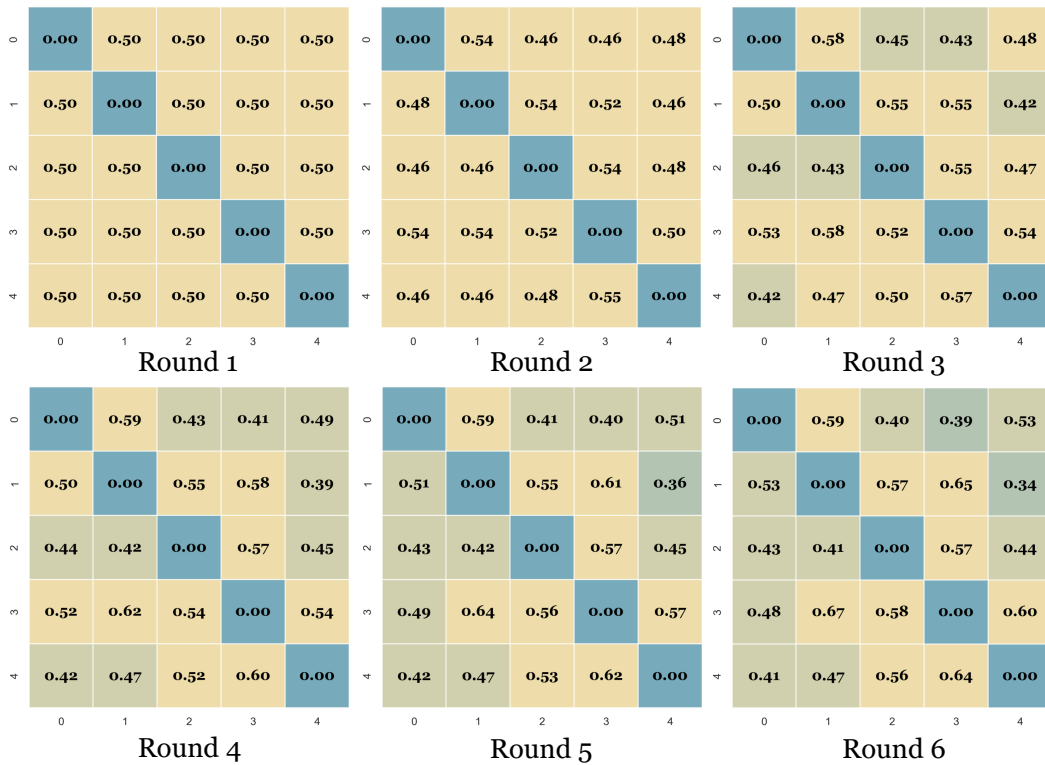 0 0.00 0.50 0.50 0.50 0.50
1 0.50 0.00 0.50 0.50 0.50
2 0.50 0.50 0.00 0.50 0.50
3 0.50 0.50 0.50 0.00 0.50
4 0.50 0.50 0.50 0.50 0.00
0 1 2 3 4
Round 1
0.00 0.54 0.46 0.46 0.48
0.48 0.00 0.54 0.52 0.46
0.46 0.46 0.00 0.54 0.48
0.54 0.54 0.52 0.00 0.50
0.46 0.46 0.48 0.55 0.00
0 1 2 3 4
Round 2
0 0.00 0.58 0.45 0.43 0.48
1 0.50 0.00 0.55 0.55 0.42
2 0.46 0.43 0.00 0.55 0.47
3 0.53 0.58 0.52 0.00 0.54
4 0.42 0.47 0.50 0.57 0.00
0 1 2 3 4
Round 3
0 0.00 0.59 0.43 0.41 0.49
1 0.50 0.00 0.55 0.58 0.39
2 0.44 0.42 0.00 0.57 0.45
3 0.52 0.62 0.54 0.00 0.54
4 0.42 0.47 0.52 0.60 0.00
0 1 2 3 4
Round 4
0 0.00 0.59 0.41 0.40 0.51
1 0.51 0.00 0.55 0.61 0.36
2 0.43 0.42 0.00 0.57 0.45
3 0.49 0.64 0.56 0.00 0.57
4 0.42 0.47 0.53 0.62 0.00
0 1 2 3 4
Round 5
0 0.00 0.59 0.40 0.39 0.53
1 0.53 0.00 0.57 0.65 0.34
2 0.43 0.41 0.00 0.57 0.44
3 0.48 0.67 0.58 0.00 0.60
4 0.41 0.47 0.56 0.64 0.00
0 1 2 3 4
Round 6